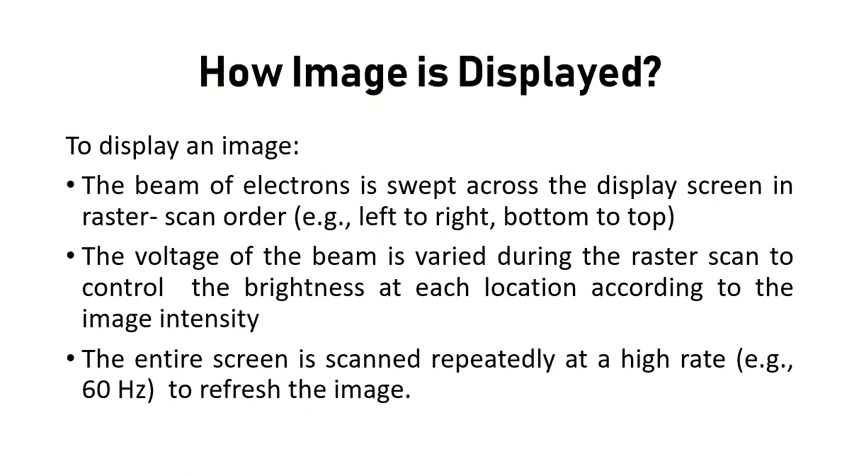 How Image is Displayed?
To display an image:
• The beam of electrons is swept across the display screen in
raster- scan order (e.g., left to right, bottom to top)
• The voltage of the beam is varied during the raster scan to
control  the brightness at each location according to the
image intensity
• The entire screen is scanned repeatedly at a high rate (e.g.,
60 Hz)  to refresh the image.